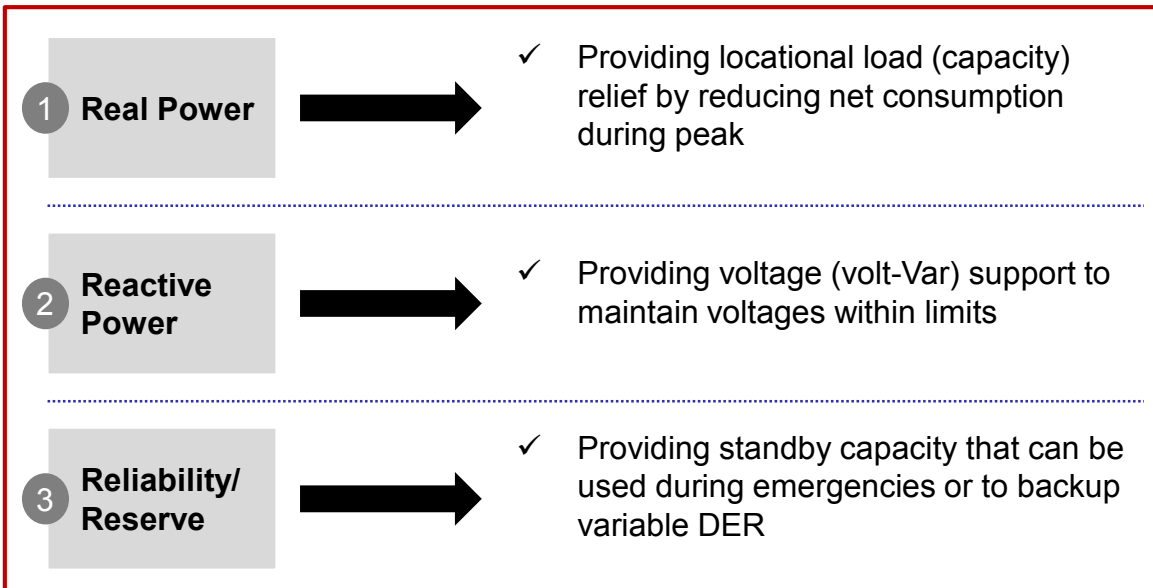 1
Real Power
✓ Providing locational load (capacity)
relief by reducing net consumption
during peak
2
Reactive
Power
✓ Providing voltage (volt-Var) support to
maintain voltages within limits
3
Reliability/
Reserve
✓ Providing standby capacity that can be
used during emergencies or to backup
variable DER